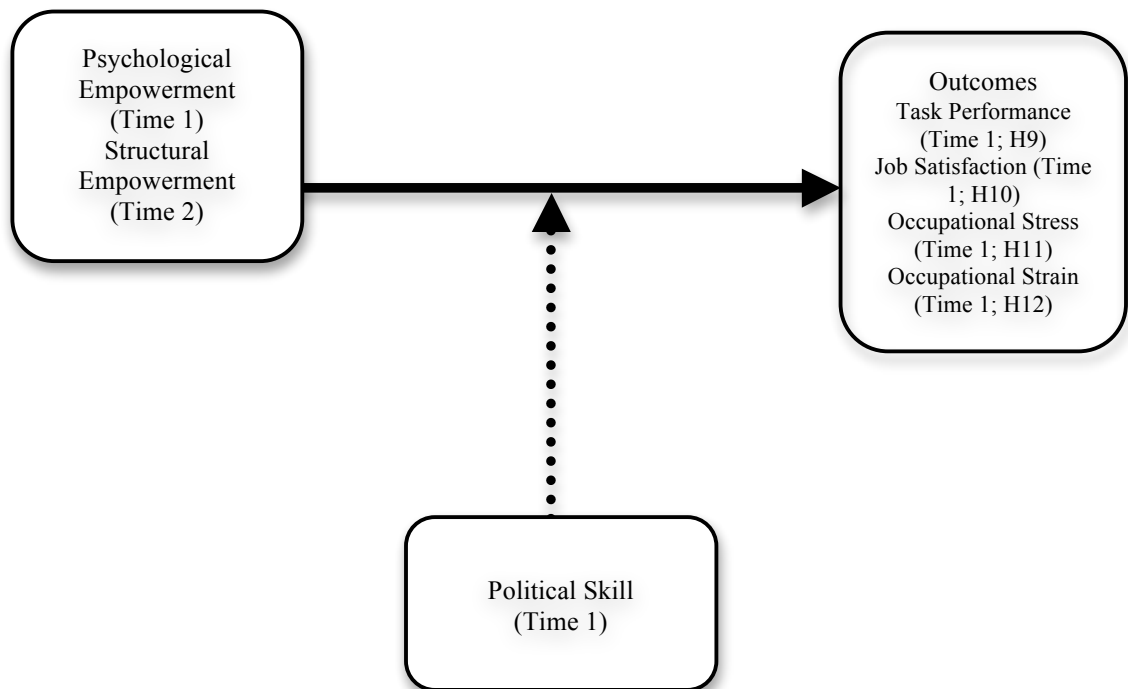 Psychological
Empowerment
(Time 1)
Structural
Empowerment
(Time 2)
Outcomes
Task Performance
(Time 1; H9)
Job Satisfaction (Time
1; H10)
Occupational Stress
(Time 1; H11)
Occupational Strain
(Time 1; H12)
Political Skill
(Time 1)